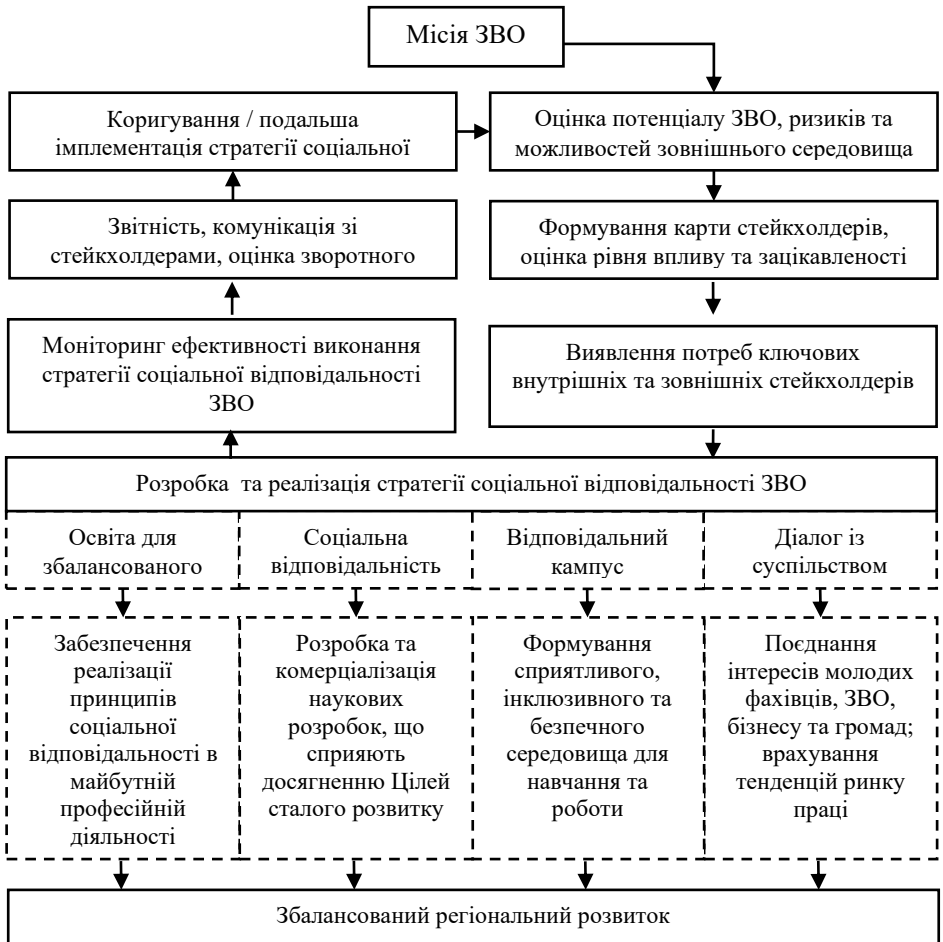 Місія ЗВО
Коригування / подальша
імплементація стратегії соціальної
Оцінка потенціалу ЗВО, ризиків та
можливостей зовнішнього середовища
Звітність, комунікація зі
стейкхолдерами, оцінка зворотного
Формування карти стейкхолдерів,
оцінка рівня впливу та зацікавленості
Моніторинг ефективності виконання
стратегії соціальної відповідальності
ЗВО
Виявлення потреб ключових
внутрішніх та зовнішніх стейкхолдерів
Розробка та реалізація стратегії соціальної відповідальності ЗВО
Освіта для
збалансованого
Соціальна
відповідальність
Відповідальний
кампус
Діалог із
суспільством
Забезпечення
реалізації
принципів
соціальної
відповідальності в
майбутній
професійній
діяльності
Розробка та
комерціалізація
наукових
розробок, що
сприяють
досягненню Цілей
сталого розвитку
Формування
сприятливого,
інклюзивного та
безпечного
середовища для
навчання та
роботи
Поєднання
інтересів молодих
фахівців, ЗВО,
бізнесу та громад;
врахування
тенденцій ринку
праці
Збалансований регіональний розвиток